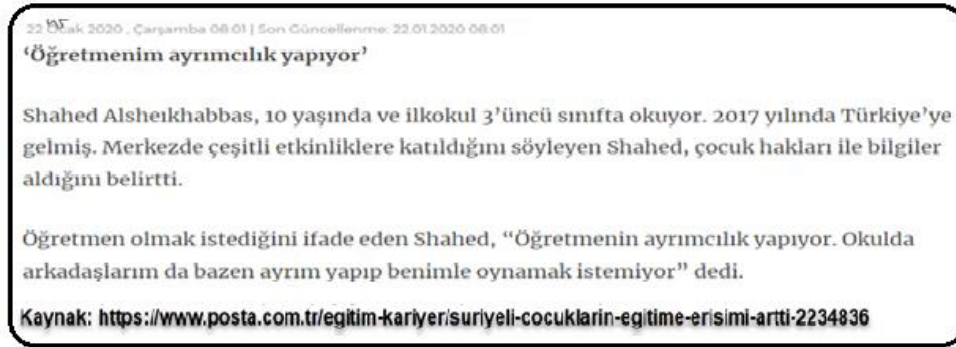 22 Ocak 2020 , Çarşamba 08:01 | Son Güncellenme: 22.01.2020 08:01
‘Öğretmenim ayrımcılık yapıyor’
Shahed Alsheıkhabbas, 10 yaşında ve ilkokul 3’üncü sınıfta okuyor. 2017 yılında Türkiye’ye
gelmiş. Merkezde çeşitli etkinliklere katıldığını söyleyen Shahed, çocuk hakları ile bilgiler
aldığını belirtti.
Öğretmen olmak istediğini ifade eden Shahed, “Öğretmenin ayrımcılık yapıyor. Okulda
arkadaşlarım da bazen ayrım yapıp benimle oynamak istemiyor” dedi.
Kaynak: https://www.posta.com.tr/egitim-kariyer/suriyeli-cocuklarin-egitime-erisimi-artti-2234836